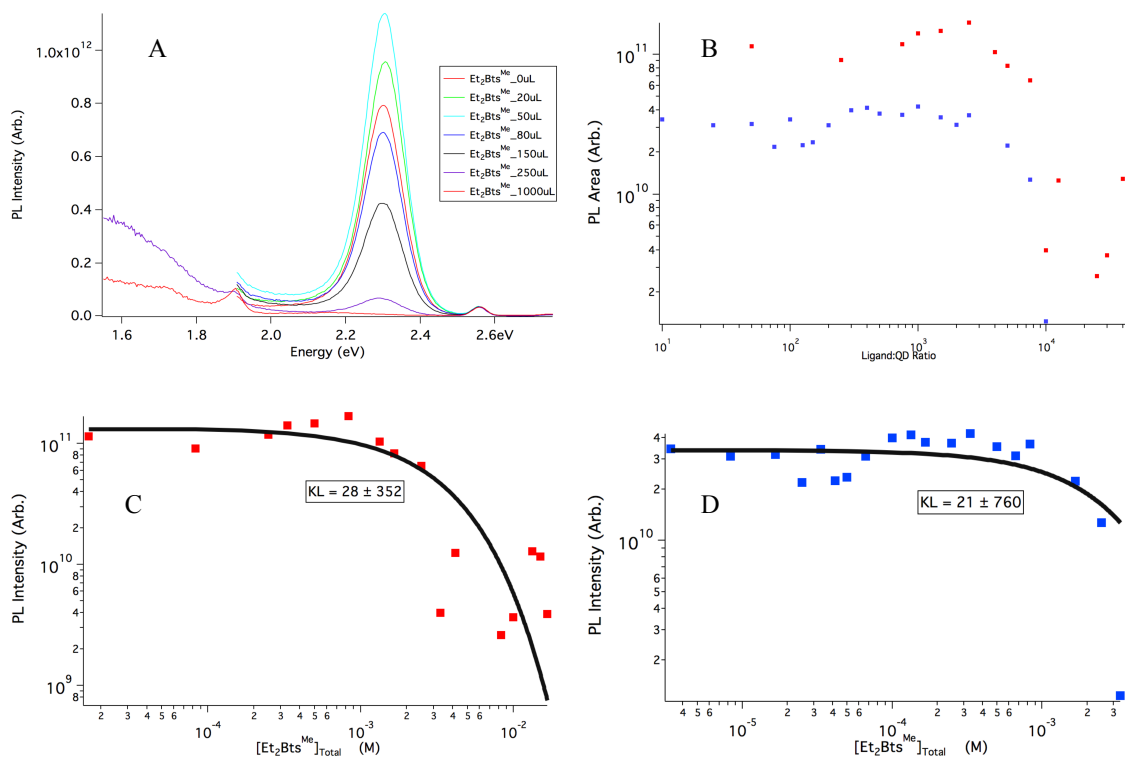 A
PL Intensity (Arb.)
1.0x10¹²
0.8
0.6
0.4
0.2
0.0
1.6
1.8
2.0
2.2
2.4
2.6eV
Energy (eV)
Et₂Bts^Me_0uL
Et₂Bts^Me_20uL
Et₂Bts^Me_50uL
Et₂Bts^Me_80uL
Et₂Bts^Me_150uL
Et₂Bts^Me_250uL
Et₂Bts^Me_1000uL
B
PL Area (Arb.)
10¹¹
8
6
4
2
10¹⁰
8
6
4
2
10¹
10²
10³
10⁴
Ligand:QD Ratio
C
PL Intensity (Arb.)
10¹¹
8
6
4
2
10¹⁰
8
6
4
2
10⁹
8
KL = 28 ± 352
2 3 4 5 6 10⁻⁴ 2 3 4 5 6 10⁻³ 2 3 4 5 6 10⁻²
[Et₂Bts^Me]Total (M)
D
PL Intensity (Arb.)
4
3
2
10¹⁰
8
6
5
4
3
2
KL = 21 ± 760
3 4 5 6 10⁻⁵ 2 3 4 5 6 10⁻⁴ 2 3 4 5 6 10⁻³ 2 3
[Et₂Bts^Me]Total (M)